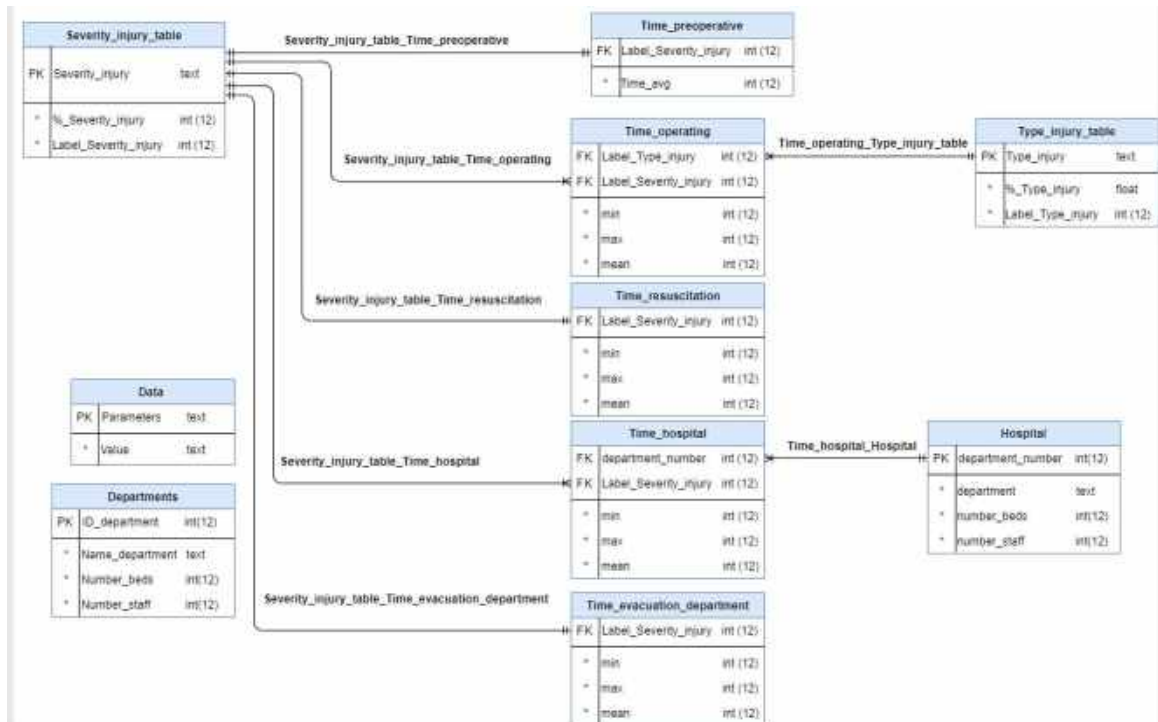 Severity_injury_table
PK Severity_injury text
* %_Severity_injury int (12)
* Label_Severity_injury int (12)
Severity_injury_table_Time_preoperative
Time_preoperative
FK Label_Severity_injury int (12)
* Time_avg int (12)
Severity_injury_table_Time_operating
Time_operating
FK Label_Type_injury int (12)
FK Label_Severity_injury int (12)
* min int (12)
* max int (12)
* mean int (12)
Time_operating_Type_injury_table
Type_injury_table
PK Type_injury text
* %_Type_injury float
* Label_Type_injury int (12)
Severity_injury_table_Time_resuscitation
Time_resuscitation
FK Label_Severity_injury int (12)
* min int (12)
* max int (12)
* mean int (12)
Data
PK Parameters text
* Value text
Severity_injury_table_Time_hospital
Time_hospital
FK department_number int (12)
FK Label_Severity_injury int (12)
* min int (12)
* max int (12)
* mean int (12)
Time_hospital_Hospital
Hospital
PK department_number int(12)
* department text
* number_beds int(12)
* number_staff int(12)
Departments
PK ID_department int(12)
* Name_department text
* Number_beds int(12)
* Number_staff int(12)
Severity_injury_table_Time_evacuation_department
Time_evacuation_department
FK Label_Severity_injury int (12)
* min int (12)
* max int (12)
* mean int (12)